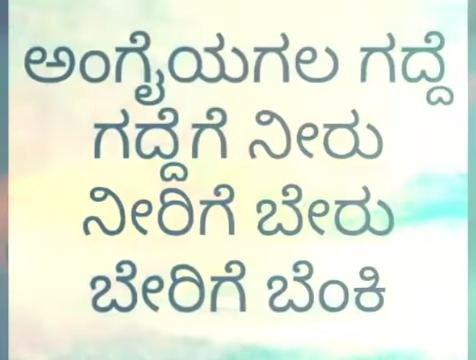 ಅಂಗೈಯಗಲ ಗದ್ದೆ
ಗದ್ದೆಗೆ ನೀರು
ನೀರಿಗೆ ಬೇರು
ಬೇರಿಗೆ ಬೆಂಕಿ